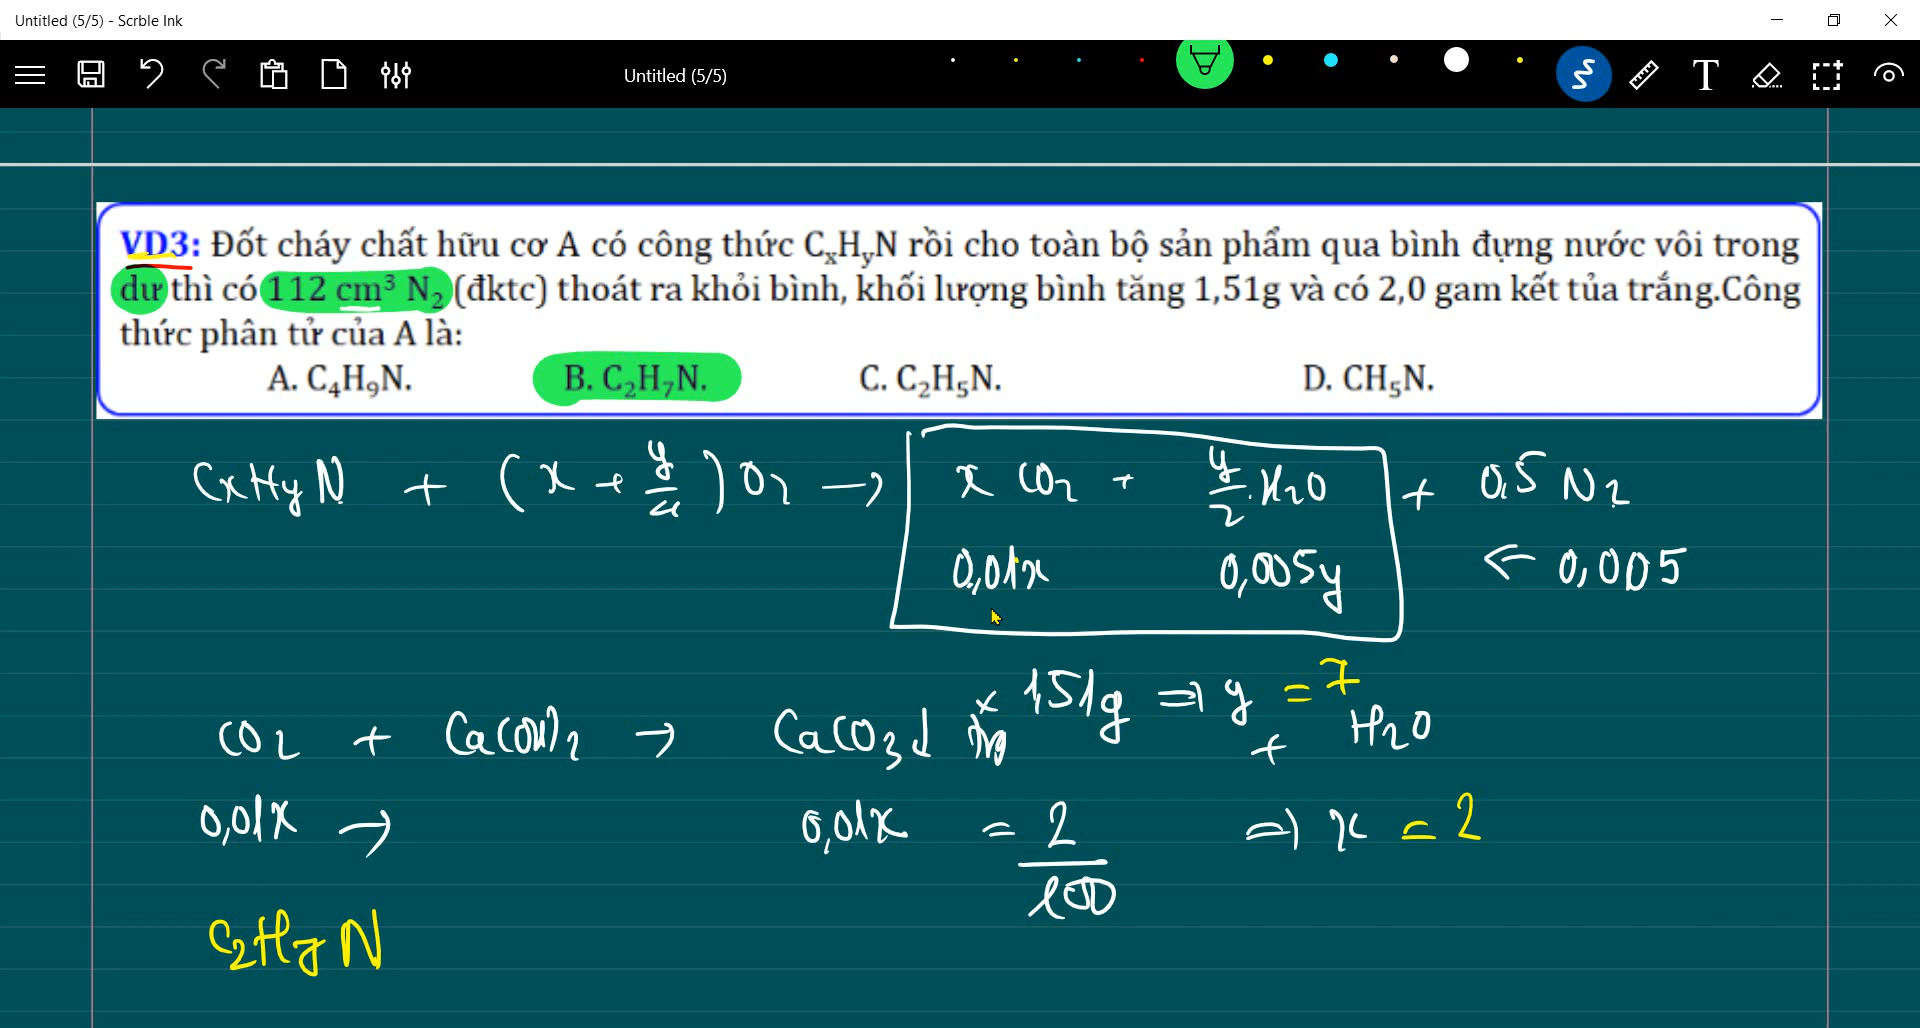 Untitled (5/5) - Scrble Ink
Untitled (5/5)
T
VD3: Đốt cháy chất hữu cơ A có công thức CₓHᵧN rồi cho toàn bộ sản phẩm qua bình đựng nước vôi trong
dư thì có 112 cm³ N₂ (đktc) thoát ra khỏi bình, khối lượng bình tăng 1,51g và có 2,0 gam kết tủa trắng.Công
thức phân tử của A là:
A. C₄H₉N. B. C₂H₇N. C. C₂H₅N. D. CH₅N.
CxHyN + (x + y/4) O₂ → x CO₂ + y/2 . H₂O + 0,5 N₂
0,01x 0,005y ← 0,005
1,51g ⇒ y = 7
CO₂ + Ca(OH)₂ → CaCO₃↓ + H₂O
0,01x → 0,01x = 2/100 ⇒ x = 2
C₂H₇N